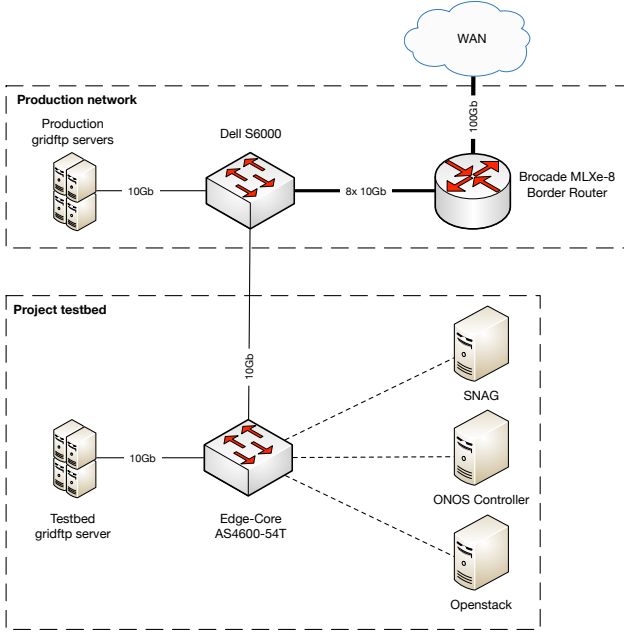 WAN
Production network
100Gb
Production
gridftp servers
Dell S6000
10Gb
8x 10Gb
Brocade MLXe-8
Border Router
10Gb
Project testbed
SNAG
10Gb
ONOS Controller
Testbed
gridftp server
Edge-Core
AS4600-54T
Openstack